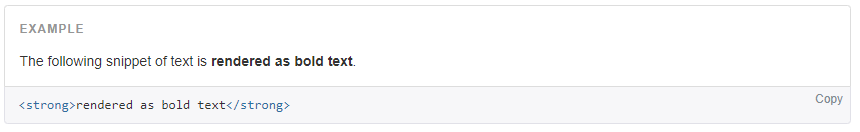 EXAMPLE
The following snippet of text is rendered as bold text.
Copy
<strong>rendered as bold text</strong>